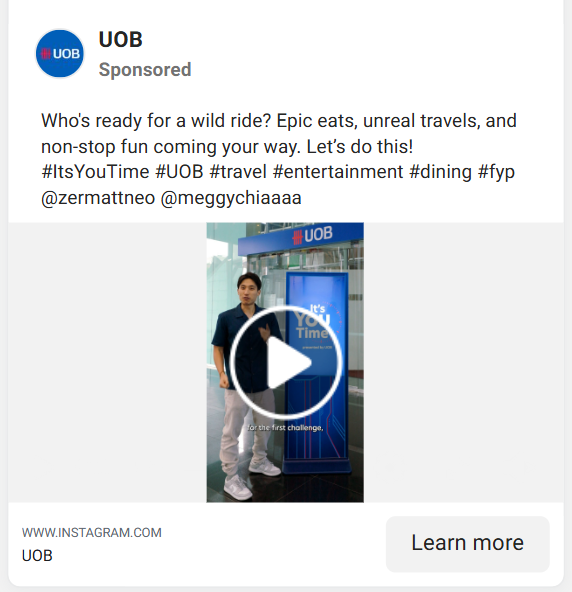 UOB
UOB
Sponsored
Who's ready for a wild ride? Epic eats, unreal travels, and
non-stop fun coming your way. Let’s do this!
#ItsYouTime #UOB #travel #entertainment #dining #fyp
@zermattneo @meggychiaaaa
UOB
It's
YOU
Time
for the first challenge,
WWW.INSTAGRAM.COM
UOB
Learn more